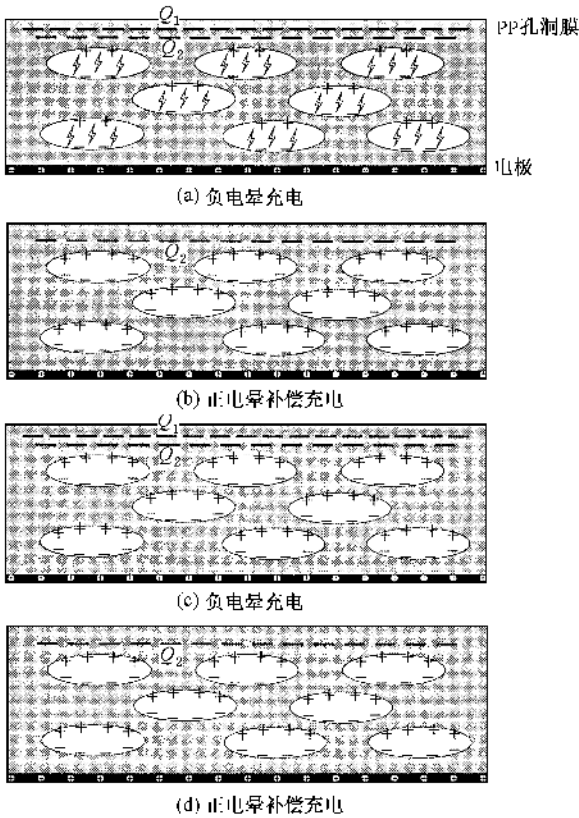 Q₁
PP孔洞膜
Q₂
电极
(a) 负电晕充电
Q₂
(b) 正电晕补偿充电
Q₁
Q₂
(c) 负电晕充电
Q₂
(d) 正电晕补偿充电